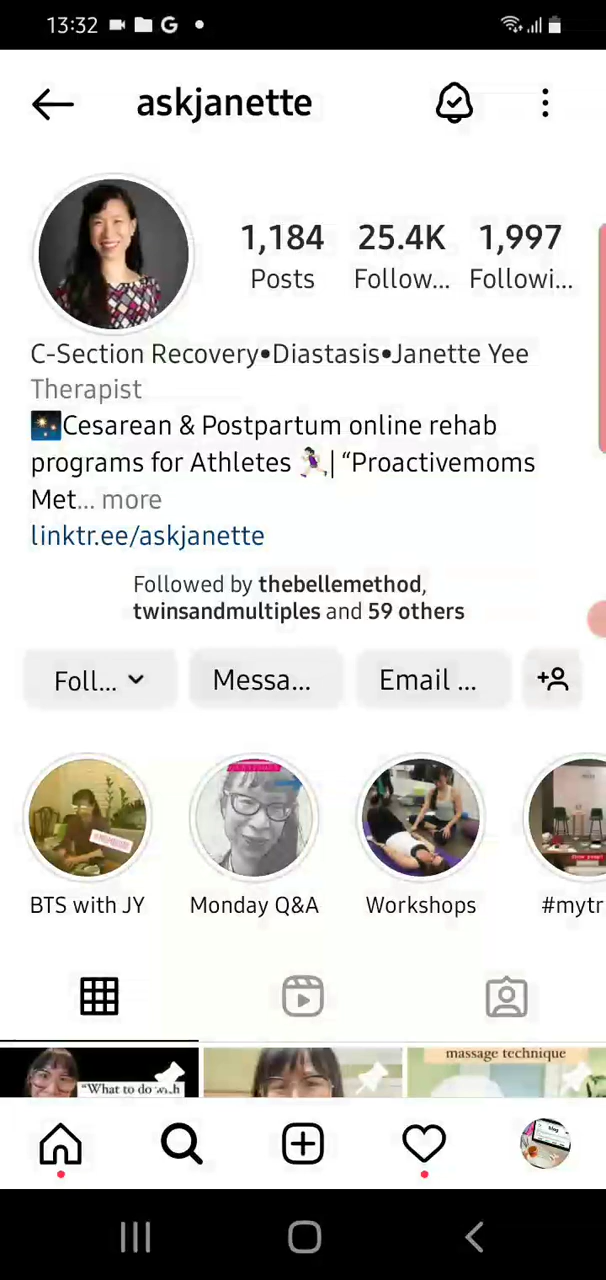 13:32
askjanette
1,184 25.4K 1,997
Posts Follow... Followi...
C-Section Recovery•Diastasis•Janette Yee
Therapist
Cesarean & Postpartum online rehab
programs for Athletes | “Proactivemoms
Met... more
linktr.ee/askjanette
Followed by thebellemethod,
twinsandmultiples and 59 others
Foll... Messa... Email ...
BTS with JY Monday Q&A Workshops #mytr
"What to do
massage technique